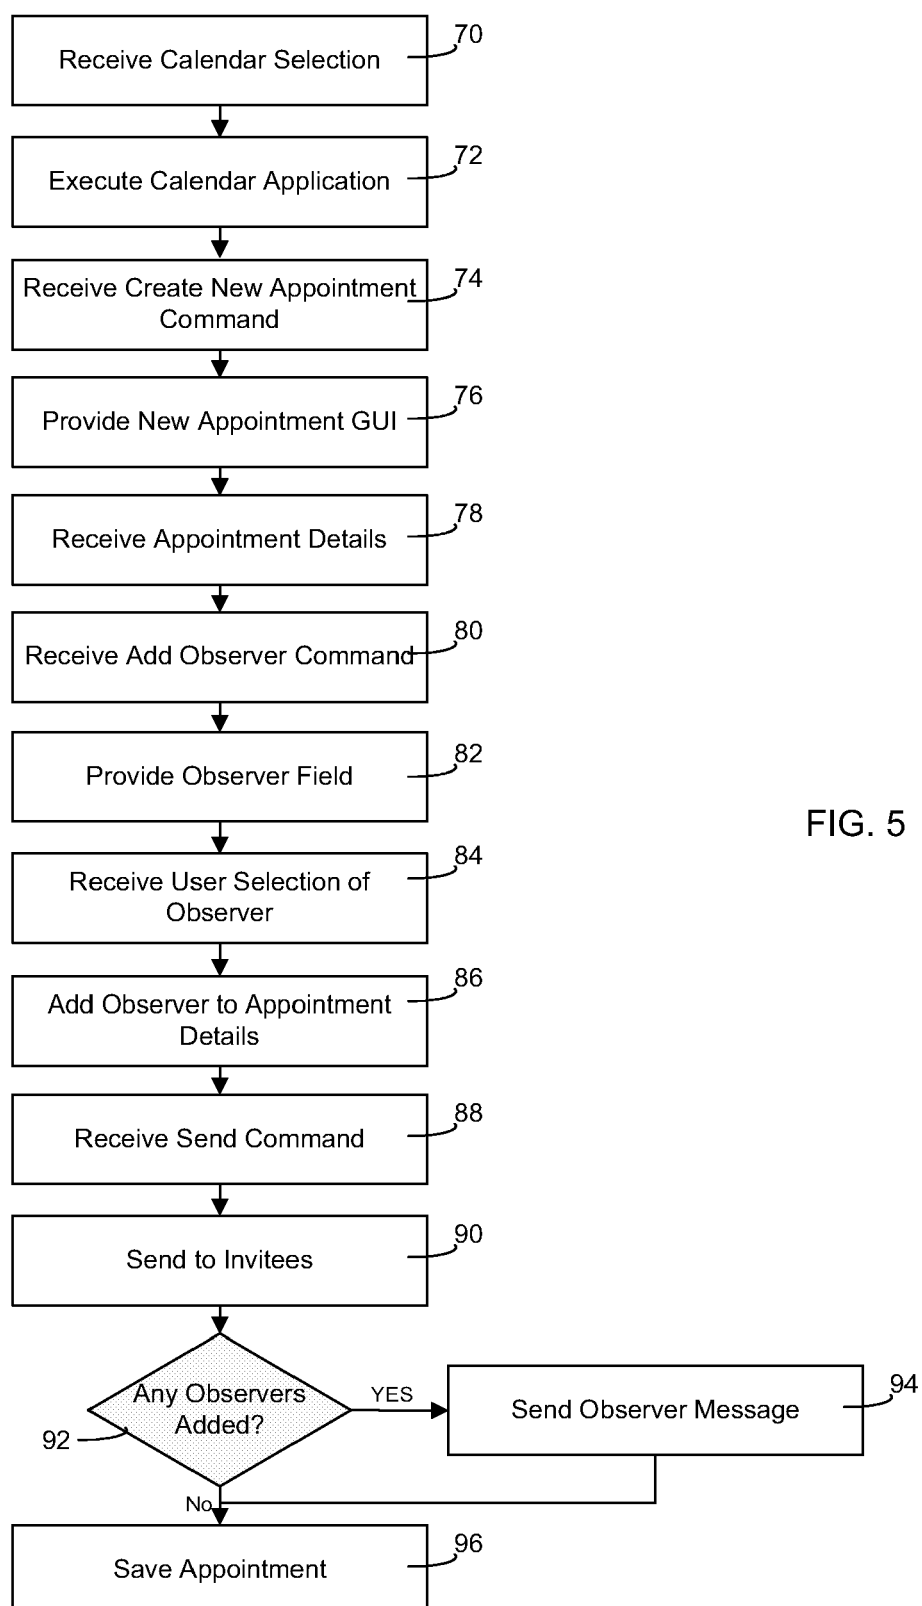 70
Receive Calendar Selection
72
Execute Calendar Application
74
Receive Create New Appointment
Command
76
Provide New Appointment GUI
78
Receive Appointment Details
80
Receive Add Observer Command
82
Provide Observer Field
FIG. 5
84
Receive User Selection of
Observer
86
Add Observer to Appointment
Details
88
Receive Send Command
90
Send to Invitees
Any Observers
Added?
YES
Send Observer Message
94
92
No
96
Save Appointment